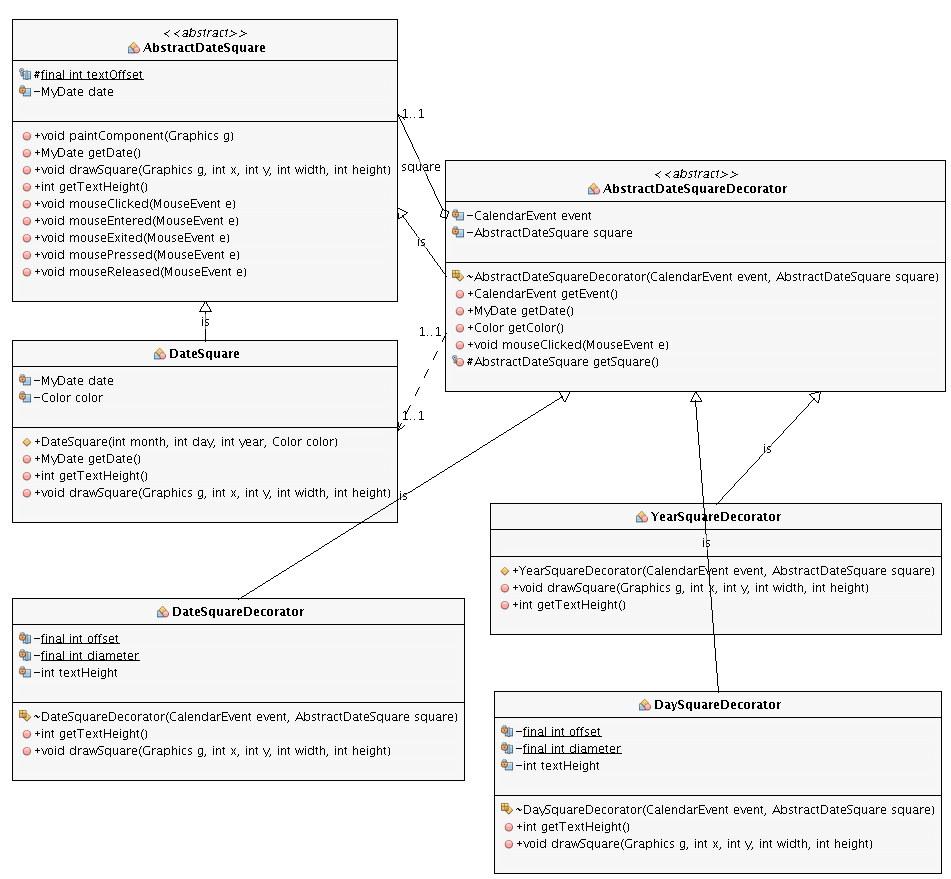 <<abstract>>
AbstractDateSquare
#final int textOffset
-MyDate date
+void paintComponent(Graphics g)
+MyDate getDate()
+void drawSquare(Graphics g, int x, int y, int width, int height)
+int getTextHeight()
+void mouseClicked(MouseEvent e)
+void mouseEntered(MouseEvent e)
+void mouseExited(MouseEvent e)
+void mousePressed(MouseEvent e)
+void mouseReleased(MouseEvent e)
1..1
square
is
<<abstract>>
AbstractDateSquareDecorator
-CalendarEvent event
-AbstractDateSquare square
~AbstractDateSquareDecorator(CalendarEvent event, AbstractDateSquare square)
+CalendarEvent getEvent()
+MyDate getDate()
+Color getColor()
+void mouseClicked(MouseEvent e)
#AbstractDateSquare getSquare()
is
1..1
1..1
DateSquare
-MyDate date
-Color color
+DateSquare(int month, int day, int year, Color color)
+MyDate getDate()
+int getTextHeight()
+void drawSquare(Graphics g, int x, int y, int width, int height)
is
is
YearSquareDecorator
is
+YearSquareDecorator(CalendarEvent event, AbstractDateSquare square)
+void drawSquare(Graphics g, int x, int y, int width, int height)
+int getTextHeight()
DateSquareDecorator
-final int offset
-final int diameter
-int textHeight
~DateSquareDecorator(CalendarEvent event, AbstractDateSquare square)
+int getTextHeight()
+void drawSquare(Graphics g, int x, int y, int width, int height)
DaySquareDecorator
-final int offset
-final int diameter
-int textHeight
~DaySquareDecorator(CalendarEvent event, AbstractDateSquare square)
+int getTextHeight()
+void drawSquare(Graphics g, int x, int y, int width, int height)